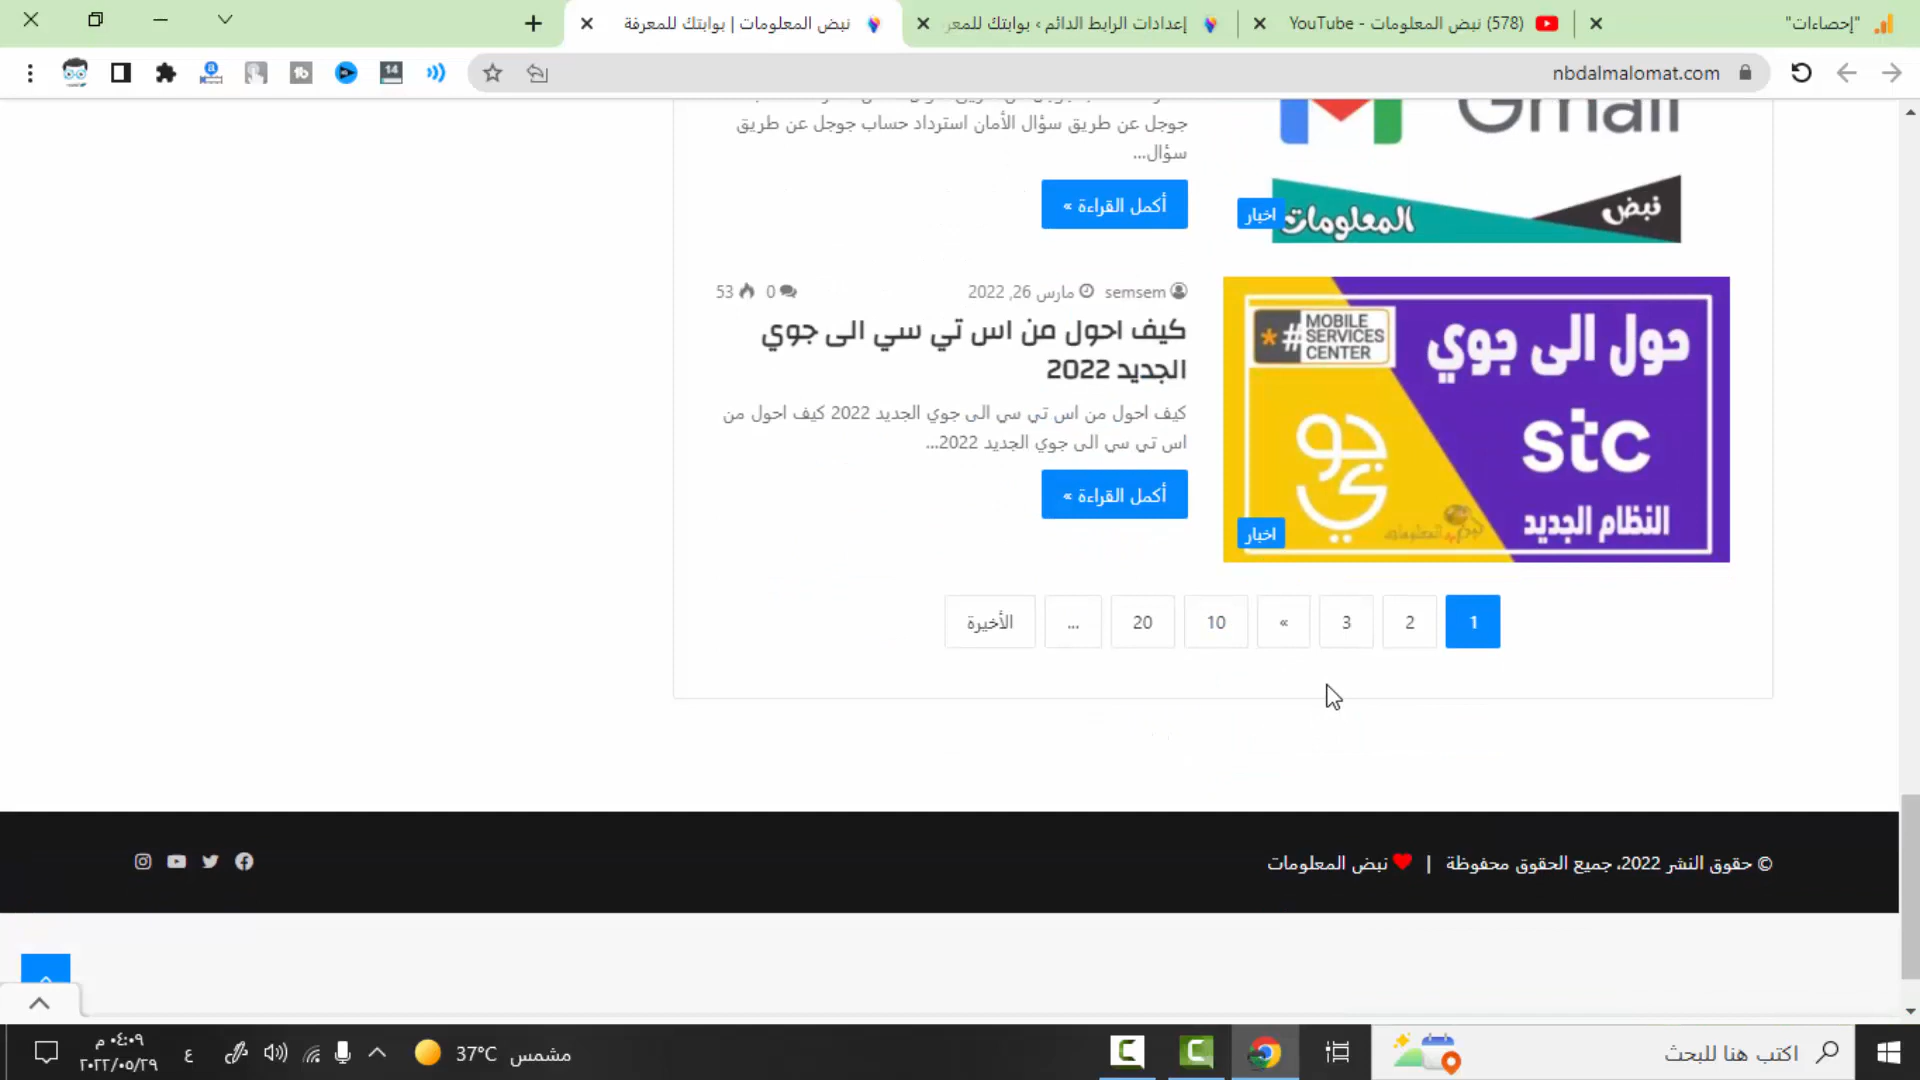 "إحصاءات"
(578) نبض المعلومات - YouTube
إعدادات الرابط الدائم ‹ بوابتك للمعر
نبض المعلومات | بوابتك للمعرفة
nbdalmalomat.com
14
Gmail
جوجل عن طريق سؤال الأمان استرداد حساب جوجل عن طريق
سؤال...
أكمل القراءة »
نبض
المعلومات
اخبار
semsem مارس 26, 2022 0 53
كيف احول من اس تي سي الى جوي
الجديد 2022
كيف احول من اس تي سي الى جوي الجديد 2022 كيف احول من
اس تي سي الى جوي الجديد 2022...
أكمل القراءة »
*# MOBILE
SERVICES
CENTER
حول الى جوي
stc
جوي
النظام الجديد
اخبار
1 2 3 » 10 20 ... الأخيرة
© حقوق النشر 2022، جميع الحقوق محفوظة | نبض المعلومات
اكتب هنا للبحث
37°C مشمس
ع
٠٤:٠٩ م
٢٠٢٢/٠٥/٢٩